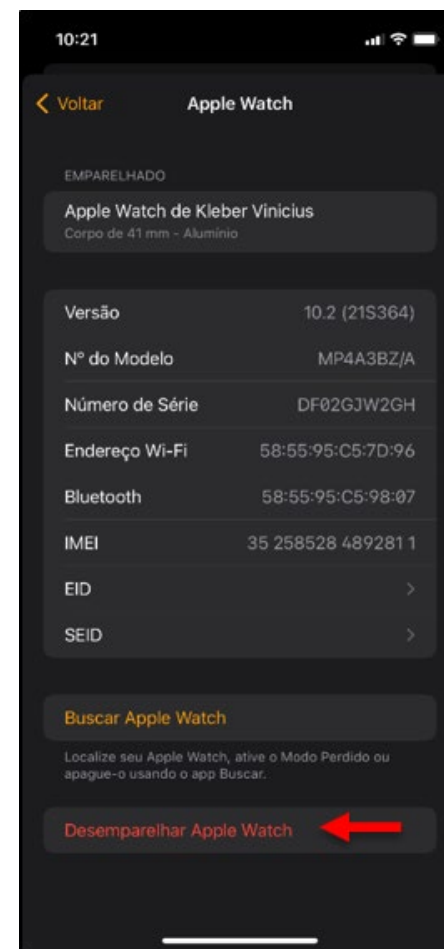 10:21
Voltar
Apple Watch
EMPARELHADO
Apple Watch de Kleber Vinicius
Corpo de 41 mm - Alumínio
Versão
10.2 (21S364)
Nº do Modelo
MP4A3BZ/A
Número de Série
DF02GJW2GH
Endereço Wi-Fi
58:55:95:C5:7D:96
Bluetooth
58:55:95:C5:98:07
IMEI
35 258528 489281 1
EID
SEID
Buscar Apple Watch
Localize seu Apple Watch, ative o Modo Perdido ou
apague-o usando o app Buscar.
Desemparelhar Apple Watch